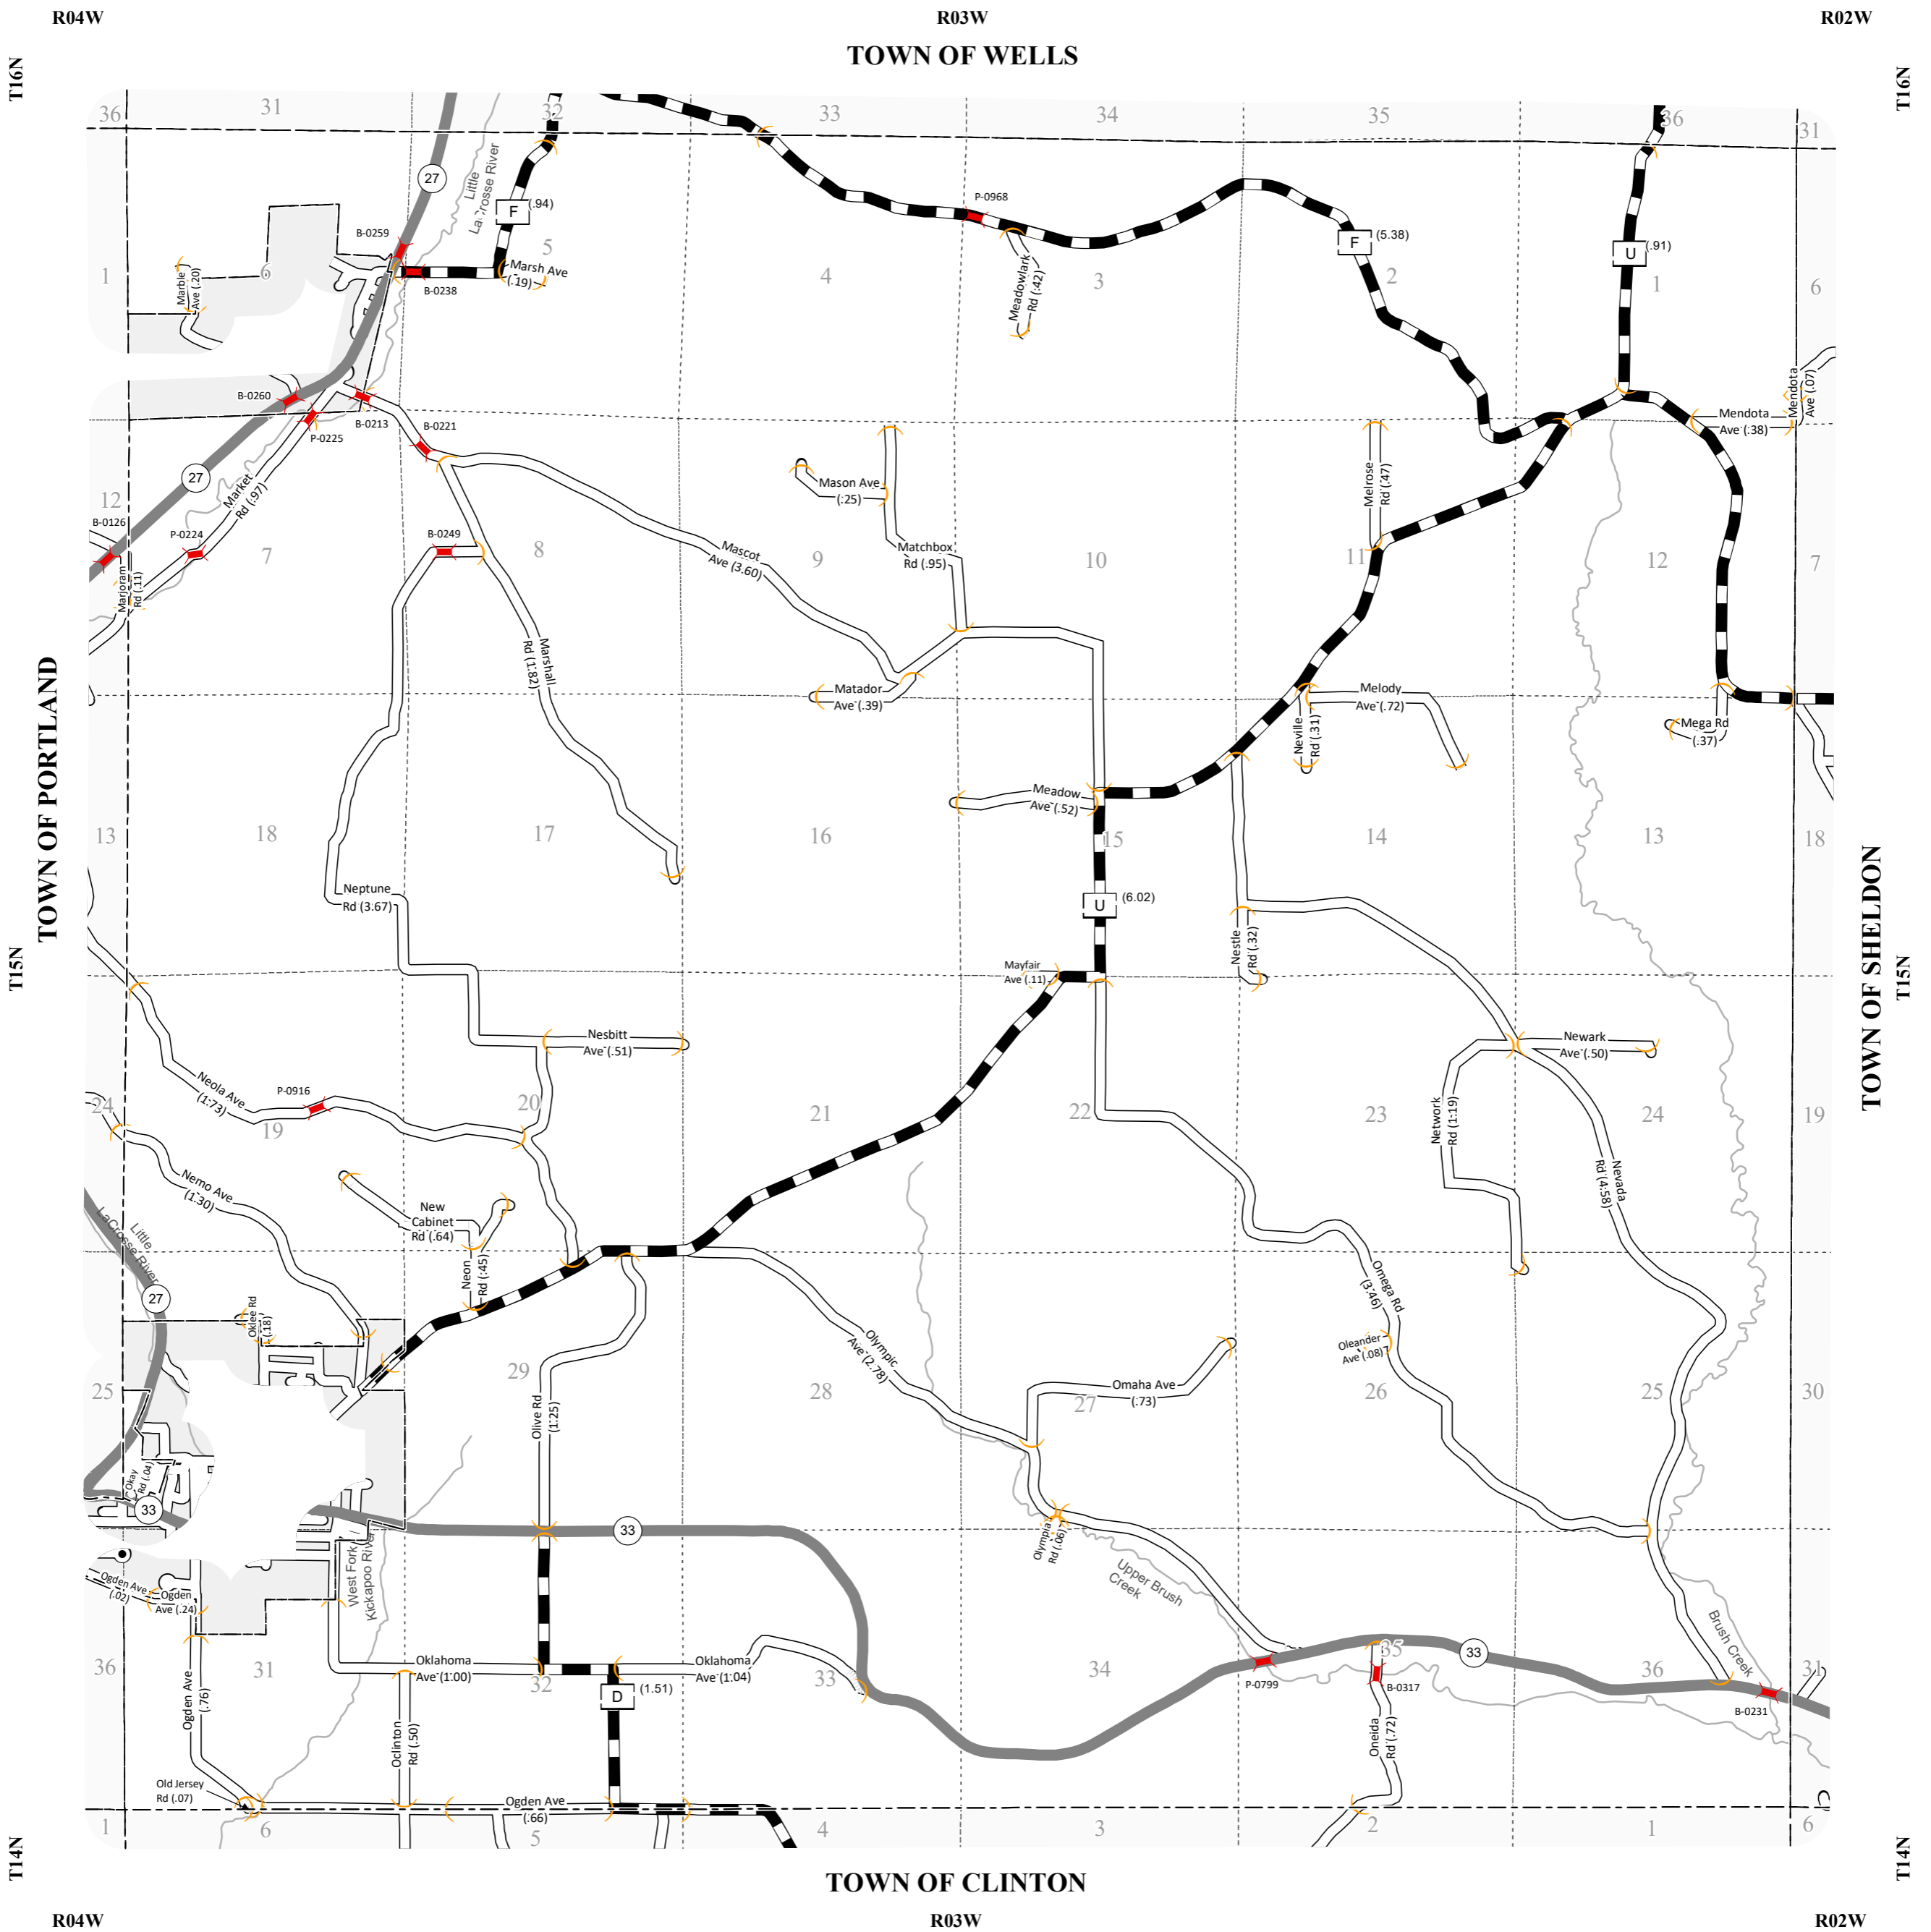 R04W
R03W
R02W
TOWN OF WELLS
T16N
T16N
36
31
32
33
34
35
36
31
27
Little
LaCrosse River
F
(.94)
P-0968
B-0259
5
Marsh Ave
(.19)
B-0238
F
(5.38)
U
(.91)
1
Marble
Ave (.20)
6
4
Meadowlark
Rd (.42)
3
2
1
6
B-0260
P-0225
B-0213
B-0221
Mendota
Ave (.38)
Mendota
Ave (.07)
27
Market
Rd (.97)
12
B-0126
P-0224
7
Marjoram
Rd (.11)
B-0249
8
Mascot
Ave (3.60)
Mason Ave
(.25)
9
Matchbox
Rd (.95)
10
Melrose
Rd (.47)
11
12
7
Marshall
Rd (1.82)
Matador
Ave (.39)
Melody
Ave (.72)
Neville
Rd (.31)
Mega Rd
(.37)
TOWN OF PORTLAND
Meadow
Ave (.52)
13
18
17
16
15
14
13
18
Neptune
Rd (3.67)
U
(6.02)
TOWN OF SHELDON
Nestle
Rd (.32)
T15N
Mayfair
Ave (.11)
T15N
Nesbitt
Ave (.51)
Newark
Ave (.50)
Neola Ave
(1.73)
P-0916
24
19
20
21
22
23
24
19
Network
Rd (1.19)
Nemo Ave
(1.30)
New
Cabinet
Rd (.64)
Nevada
Rd (4.58)
Little
LaCrosse River
Neon
Rd (.45)
27
Oklee Rd
(.18)
Omega Rd
(3.46)
Oleander
Ave (.08)
Olympic
Ave (2.78)
25
29
28
27
26
25
30
Omaha Ave
(.73)
Olive Rd
(1.25)
Okay
Rd (.04)
33
33
Olympia
Rd (.06)
West Fork
Kickapoo River
Upper Brush
Creek
Ogden Ave
(.02)
Ogden
Ave (.24)
Brush Creek
36
31
Oklahoma
Ave (1.00)
32
Oklahoma
Ave (1.04)
33
34
35
33
36
31
Ogden Ave
(.76)
D
(1.51)
P-0799
B-0317
B-0231
Oclinton
Rd (.50)
Oneida
Rd (.72)
Old Jersey
Rd (.07)
Ogden Ave
(.66)
1
6
5
4
3
2
1
6
T14N
T14N
TOWN OF CLINTON
R04W
R03W
R02W